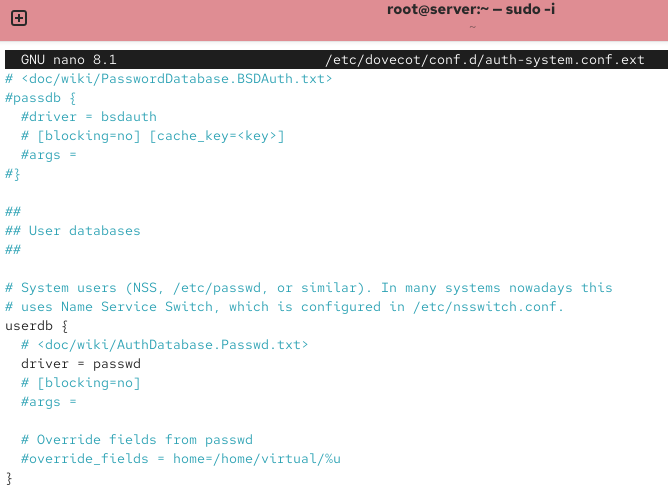 root@server:~ — sudo -i
~
GNU nano 8.1 /etc/dovecot/conf.d/auth-system.conf.ext
# <doc/wiki/PasswordDatabase.BSDAuth.txt>
#passdb {
  #driver = bsdauth
  # [blocking=no] [cache_key=<key>]
  #args =
#}
##
## User databases
##
# System users (NSS, /etc/passwd, or similar). In many systems nowadays this
# uses Name Service Switch, which is configured in /etc/nsswitch.conf.
userdb {
  # <doc/wiki/AuthDatabase.Passwd.txt>
  driver = passwd
  # [blocking=no]
  #args =
  # Override fields from passwd
  #override_fields = home=/home/virtual/%u
}